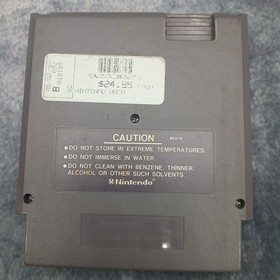 $24.95
CAUTION
• DO NOT STORE IN EXTREME TEMPERATURES.
• DO NOT IMMERSE IN WATER.
• DO NOT CLEAN WITH BENZENE, THINNER,
ALCOHOL OR OTHER SUCH SOLVENTS.
Nintendo